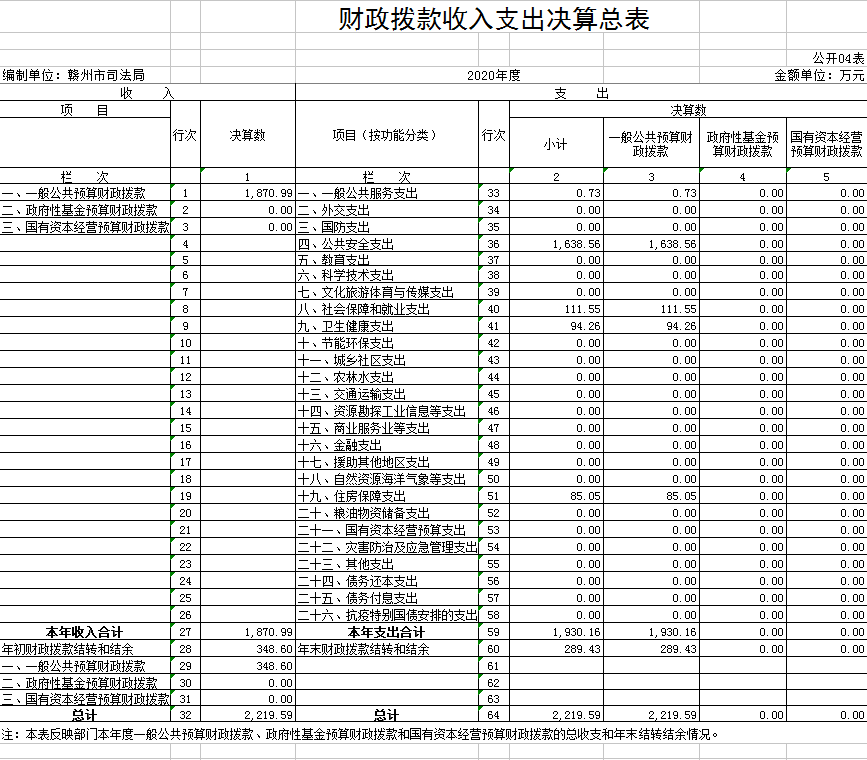 财政拨款收入支出决算总表
公开04表
编制单位：赣州市司法局 2020年度 金额单位：万元
收 入 支 出
项 目 行次 决算数 项目（按功能分类） 行次 决算数
小计 一般公共预算财政拨款 政府性基金预算财政拨款 国有资本经营预算财政拨款
栏 次 1 栏 次 2 3 4 5
一、一般公共预算财政拨款 1 1,870.99 一、一般公共服务支出 33 0.73 0.73 0.00 0.00
二、政府性基金预算财政拨款 2 0.00 二、外交支出 34 0.00 0.00 0.00 0.00
三、国有资本经营预算财政拨款 3 0.00 三、国防支出 35 0.00 0.00 0.00 0.00
4 四、公共安全支出 36 1,638.56 1,638.56 0.00 0.00
5 五、教育支出 37 0.00 0.00 0.00 0.00
6 六、科学技术支出 38 0.00 0.00 0.00 0.00
7 七、文化旅游体育与传媒支出 39 0.00 0.00 0.00 0.00
8 八、社会保障和就业支出 40 111.55 111.55 0.00 0.00
9 九、卫生健康支出 41 94.26 94.26 0.00 0.00
10 十、节能环保支出 42 0.00 0.00 0.00 0.00
11 十一、城乡社区支出 43 0.00 0.00 0.00 0.00
12 十二、农林水支出 44 0.00 0.00 0.00 0.00
13 十三、交通运输支出 45 0.00 0.00 0.00 0.00
14 十四、资源勘探工业信息等支出 46 0.00 0.00 0.00 0.00
15 十五、商业服务业等支出 47 0.00 0.00 0.00 0.00
16 十六、金融支出 48 0.00 0.00 0.00 0.00
17 十七、援助其他地区支出 49 0.00 0.00 0.00 0.00
18 十八、自然资源海洋气象等支出 50 0.00 0.00 0.00 0.00
19 十九、住房保障支出 51 85.05 85.05 0.00 0.00
20 二十、粮油物资储备支出 52 0.00 0.00 0.00 0.00
21 二十一、国有资本经营预算支出 53 0.00 0.00 0.00 0.00
22 二十二、灾害防治及应急管理支出 54 0.00 0.00 0.00 0.00
23 二十三、其他支出 55 0.00 0.00 0.00 0.00
24 二十四、债务还本支出 56 0.00 0.00 0.00 0.00
25 二十五、债务付息支出 57 0.00 0.00 0.00 0.00
26 二十六、抗疫特别国债安排的支出 58 0.00 0.00 0.00 0.00
本年收入合计 27 1,870.99 本年支出合计 59 1,930.16 1,930.16 0.00 0.00
年初财政拨款结转和结余 28 348.60 年末财政拨款结转和结余 60 289.43 289.43 0.00 0.00
一、一般公共预算财政拨款 29 348.60 61
二、政府性基金预算财政拨款 30 0.00 62
三、国有资本经营预算财政拨款 31 0.00 63
总计 32 2,219.59 总计 64 2,219.59 2,219.59 0.00 0.00
注：本表反映部门本年度一般公共预算财政拨款、政府性基金预算财政拨款和国有资本经营预算财政拨款的总收支和年末结转结余情况。